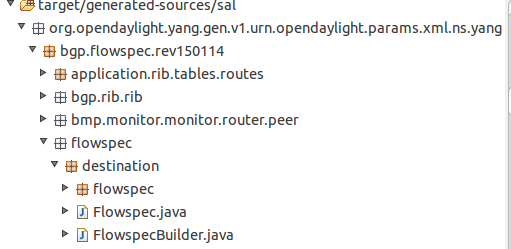 target/generated-sources/sal
org.opendaylight.yang.gen.v1.urn.opendaylight.params.xml.ns.yang
bgp.flowspec.rev150114
application.rib.tables.routes
bgp.rib.rib
bmp.monitor.monitor.router.peer
flowspec
destination
flowspec
Flowspec.java
FlowspecBuilder.java